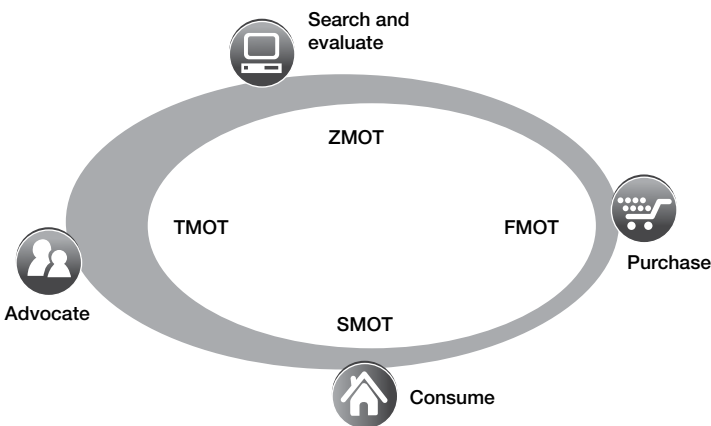 Search and
evaluate
ZMOT
TMOT
FMOT
Purchase
Advocate
SMOT
Consume